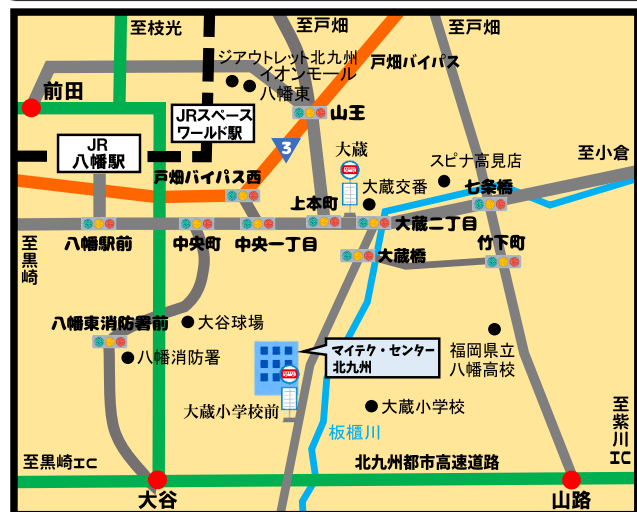 至枝光
至戸畑
至戸畑
ジアウトレット北九州
イオンモール
八幡東
戸畑バイパス
前田
JRスペース
ワールド駅
山王
3
JR
八幡駅
大蔵
スピナ高見店
至小倉
戸畑バイパス西
上本町
大蔵交番
七条橋
八幡駅前
中央町
中央一丁目
大蔵二丁目
至黒崎
大蔵橋
竹下町
八幡東消防署前
大谷球場
八幡消防署
マイテク・センター
北九州
福岡県立
八幡高校
大蔵小学校前
大蔵小学校
板櫃川
至紫川IC
至黒崎IC
北九州都市高速道路
大谷
山路